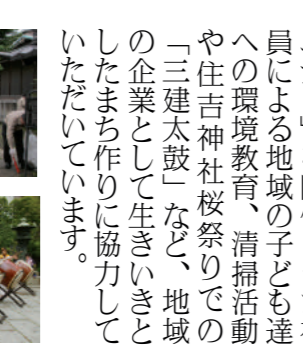 員による地域の子ども達
への環境教育、清掃活動
や住吉神社桜祭りでの
「三建太鼓」など、地域
の企業として生きいきと
したまち作りに協力して
いただいています。